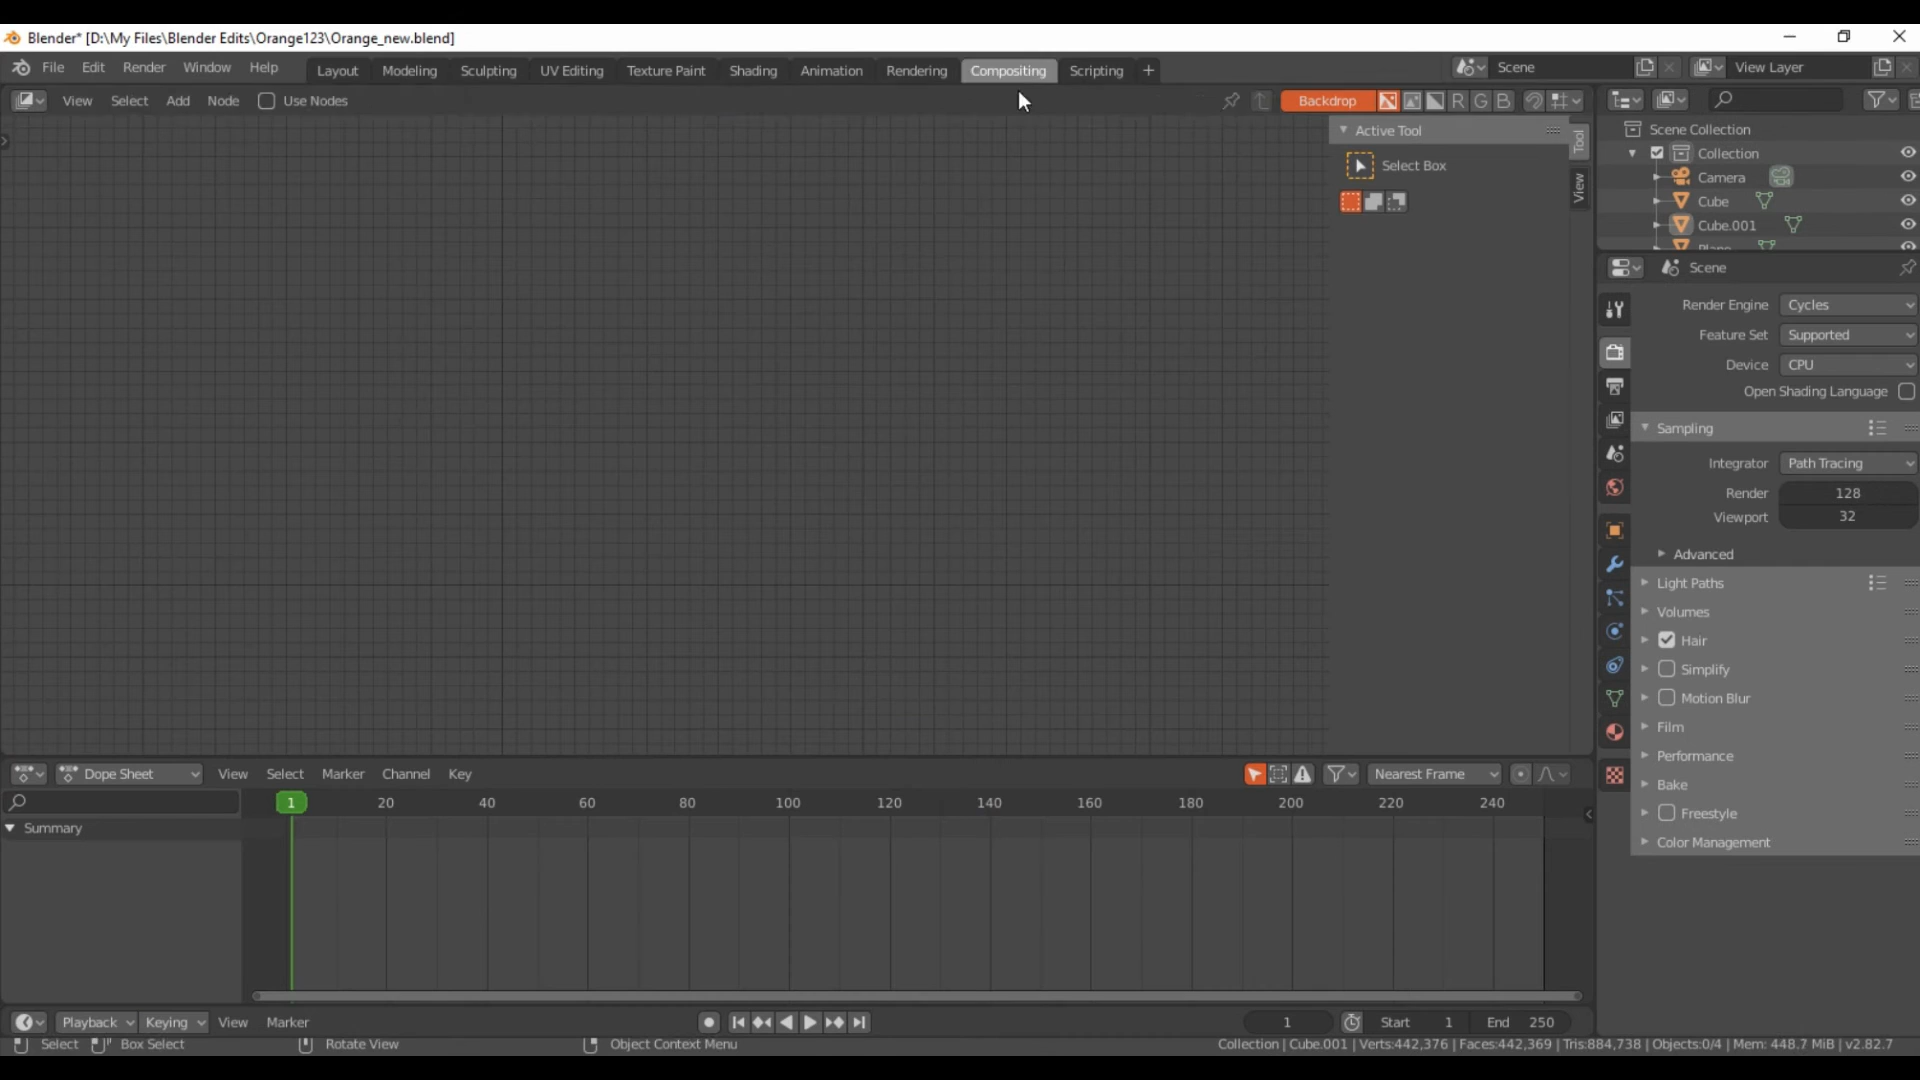 Blender* [D:\My Files\Blender Edits\Orange123\Orange_new.blend]
File Edit Render Window Help Layout Modeling Sculpting UV Editing Texture Paint Shading Animation Rendering Compositing Scripting + Scene View Layer
View Select Add Node Use Nodes Backdrop R G B
Active Tool
Select Box
Tool
View
Scene Collection
Collection
Camera
Cube
Cube.001
Plane
Scene
Render Engine Cycles
Feature Set Supported
Device CPU
Open Shading Language
Sampling
Integrator Path Tracing
Render 128
Viewport 32
Advanced
Light Paths
Volumes
Hair
Simplify
Motion Blur
Film
Performance
Bake
Freestyle
Color Management
Dope Sheet View Select Marker Channel Key Nearest Frame
1 20 40 60 80 100 120 140 160 180 200 220 240
Summary
Playback Keying View Marker 1 Start 1 End 250
Select Box Select Rotate View Object Context Menu Collection | Cube.001 | Verts:442,376 | Faces:442,369 | Tris:884,738 | Objects:0/4 | Mem: 448.7 MiB | v2.82.7